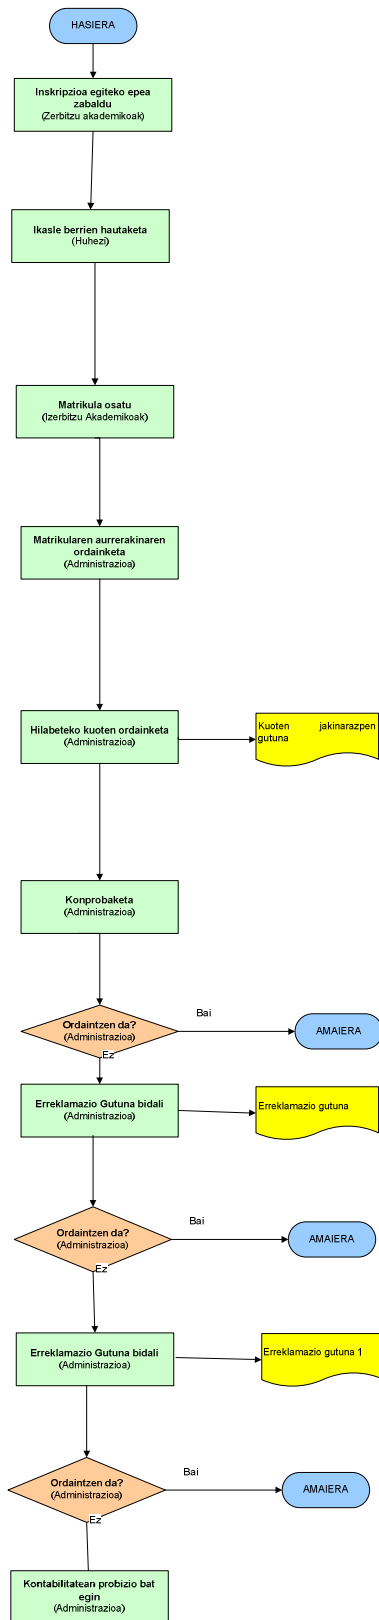 HASIERA
Inskripzioa egiteko epea
zabaldu
(Zerbitzu akademikoak)
Ikasle berrien hautaketa
(Huhezi)
Matrikula osatu
(Izerbitzu Akademikoak)
Matrikularen aurrerakinaren
ordainketa
(Administrazioa)
Hilabeteko kuoten ordainketa
(Administrazioa)
Kuoten jakinarazpen
gutuna
Konprobaketa
(Administrazioa)
Ordaintzen da?
(Administrazioa)
Bai
AMAIERA
Ez
Erreklamazio Gutuna bidali
(Administrazioa)
Erreklamazio gutuna
Ordaintzen da?
(Administrazioa)
Bai
AMAIERA
Ez
Erreklamazio Gutuna bidali
(Administrazioa)
Erreklamazio gutuna 1
Ordaintzen da?
(Administrazioa)
Bai
AMAIERA
Ez
Kontabilitatean probizio bat
egin
(Administrazioa)